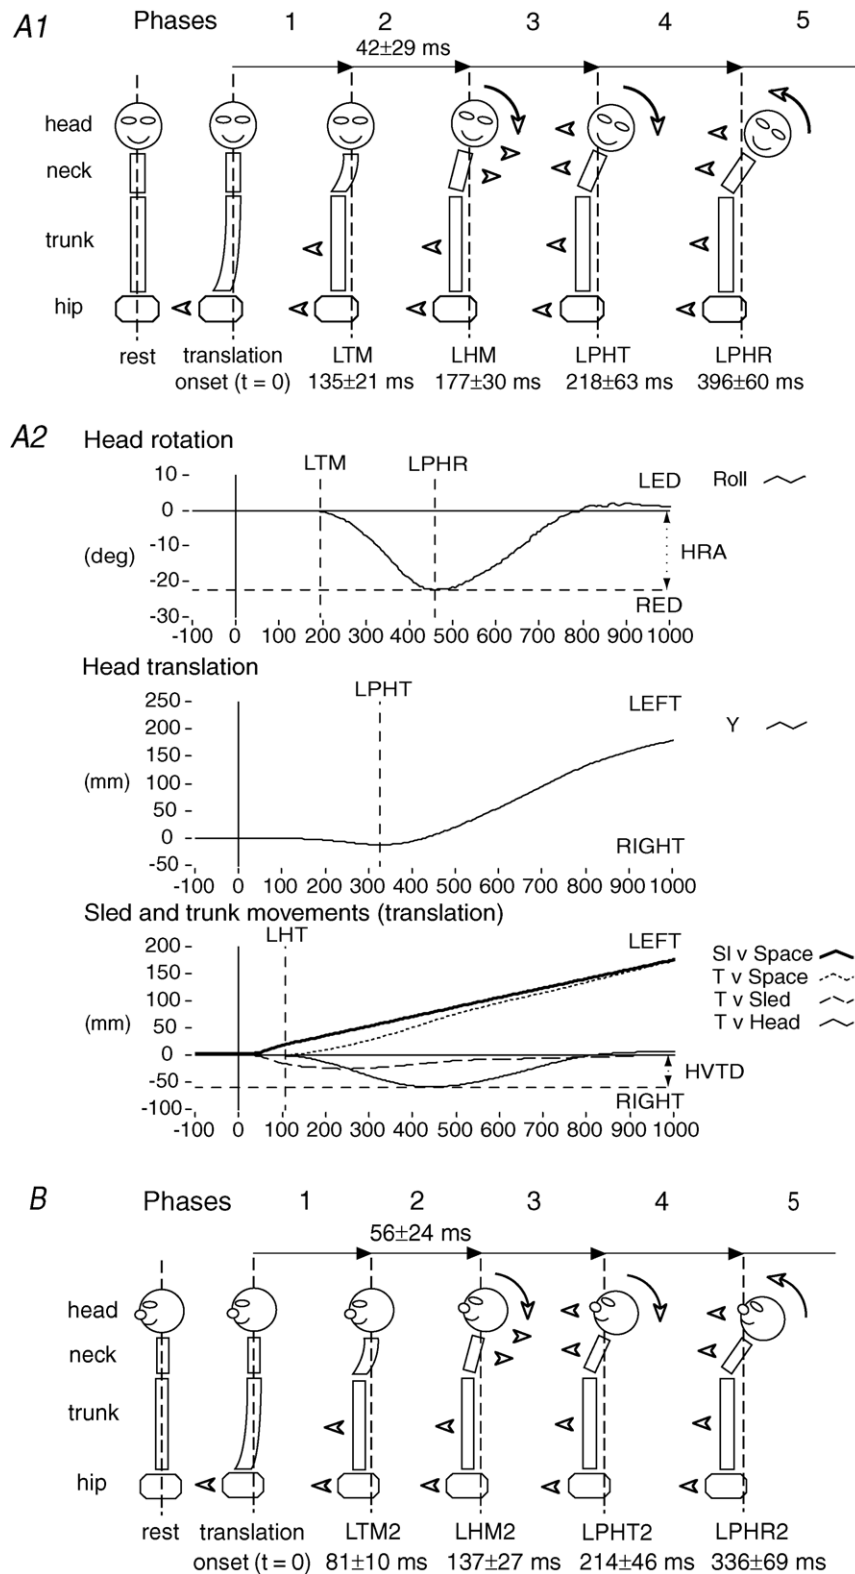 A1 Phases 1 2 3 4 5
42±29 ms
head
neck
trunk
hip
rest translation LTM LHM LPHT LPHR
onset (t = 0) 135±21 ms 177±30 ms 218±63 ms 396±60 ms
A2 Head rotation
LTM LPHR
10 LED Roll
0
-10 (deg) HRA
-20
RED
-30
-100 0 100 200 300 400 500 600 700 800 900 1000
Head translation
LPHT
250 LEFT
200 Y
150
(mm) 100
50
0
RIGHT
-50
-100 0 100 200 300 400 500 600 700 800 900 1000
Sled and trunk movements (translation)
LHT
200 LEFT
150 Sl v Space
100 T v Space
(mm) 50 T v Sled
0 T v Head
-50 HVTD
RIGHT
-100
-100 0 100 200 300 400 500 600 700 800 900 1000
B Phases 1 2 3 4 5
56±24 ms
head
neck
trunk
hip
rest translation LTM2 LHM2 LPHT2 LPHR2
onset (t = 0) 81±10 ms 137±27 ms 214±46 ms 336±69 ms